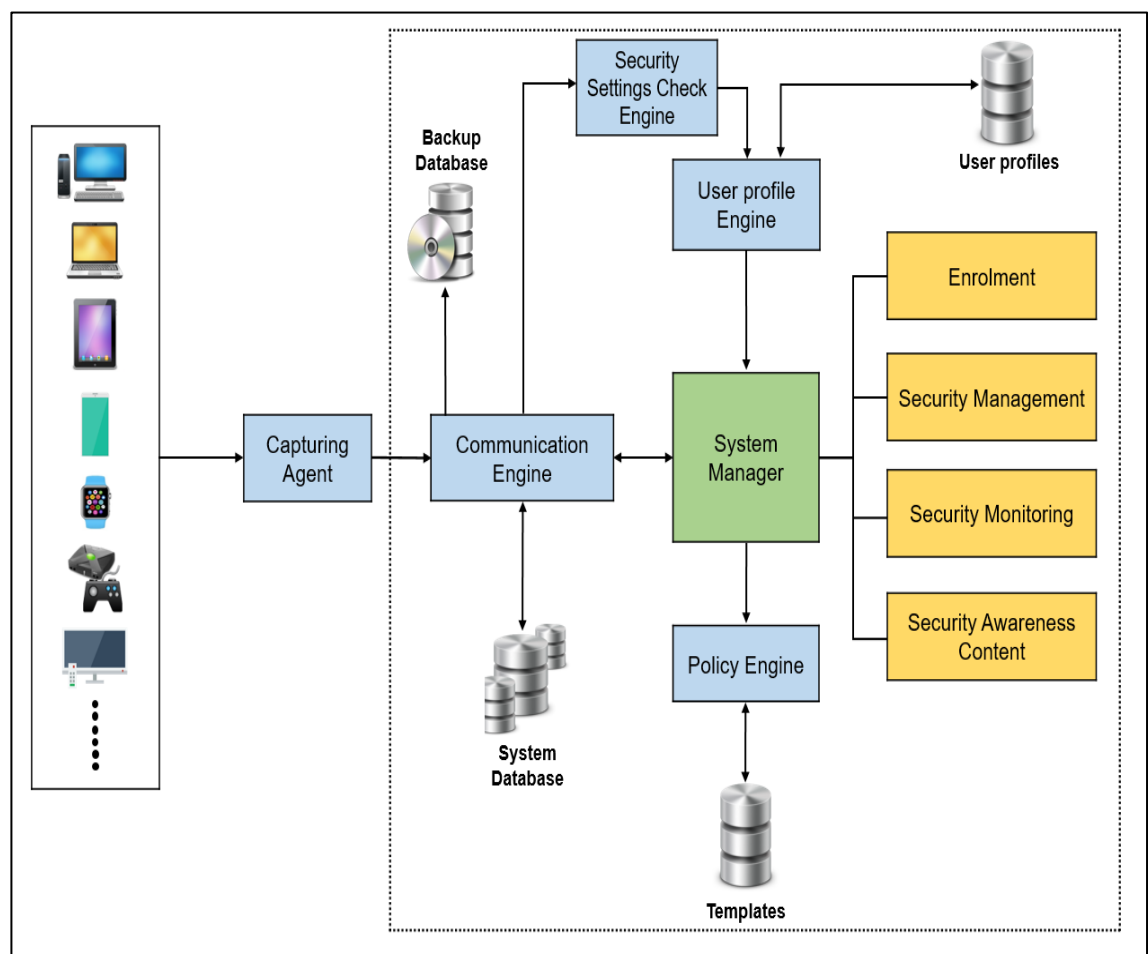 Security
Settings Check
Engine
Backup
Database
User profiles
User profile
Engine
Enrolment
Security Management
Capturing
Agent
Communication
Engine
System
Manager
Security Monitoring
Security Awareness
Content
Policy Engine
System
Database
Templates